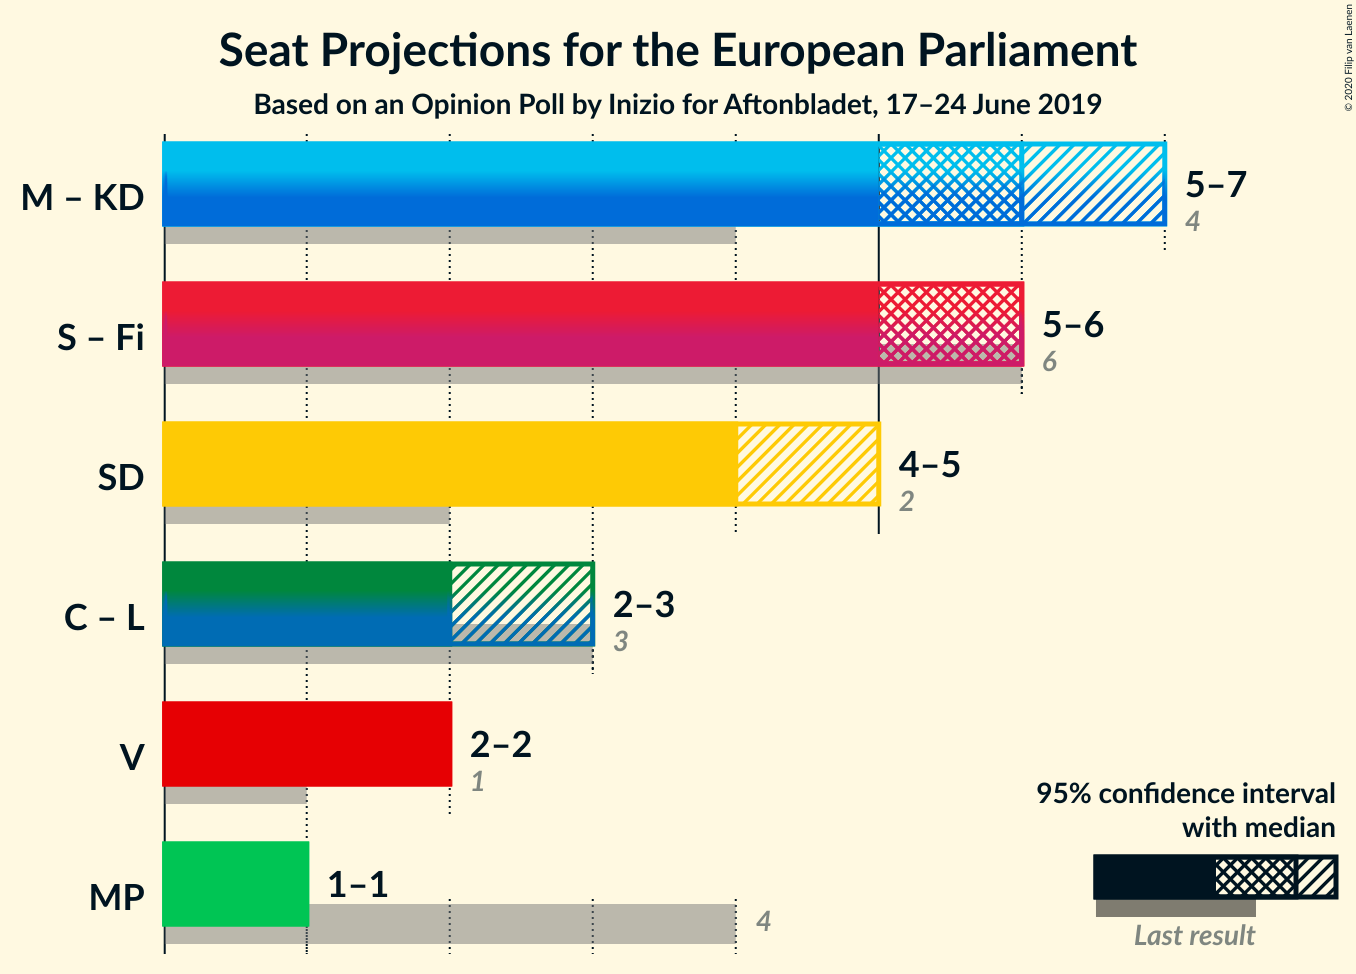 Seat Projections for the European Parliament
Based on an Opinion Poll by Inizio for Aftonbladet, 17–24 June 2019
© 2020 Filip van Laenen
M – KD
5–7
4
S – Fi
5–6
6
SD
4–5
2
C – L
2–3
3
V
2–2
1
MP
1–1
4
95% confidence interval
with median
Last result